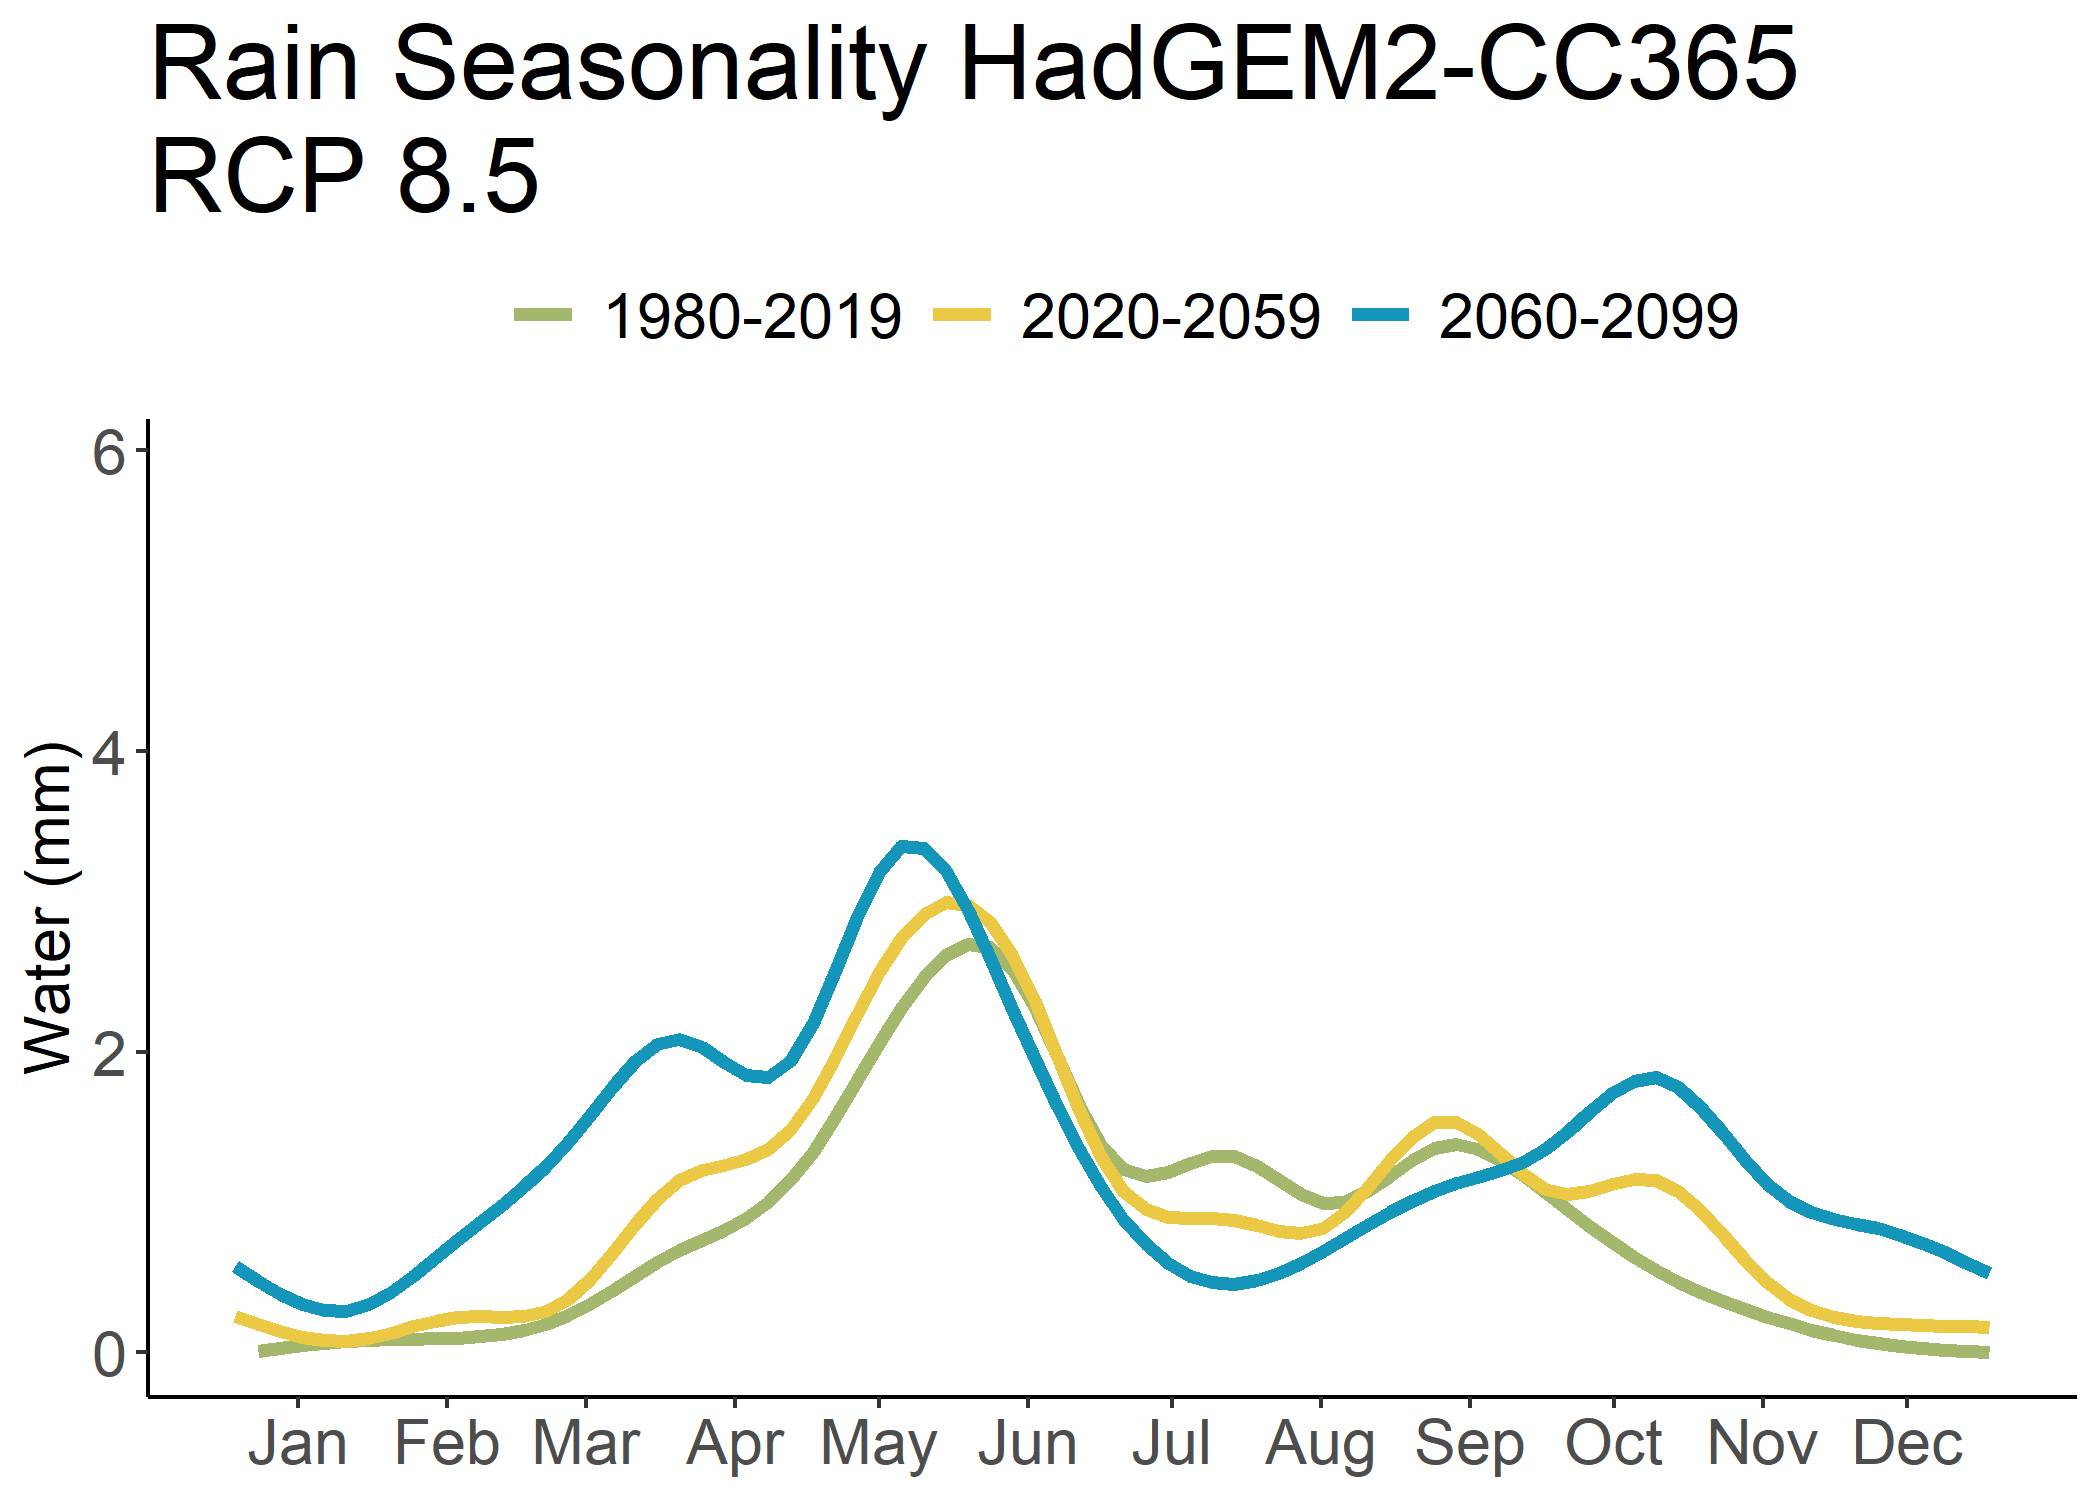 Rain Seasonality HadGEM2-CC365
RCP 8.5
1980-2019 2020-2059 2060-2099
Water (mm)
6
4
2
0
Jan Feb Mar Apr May Jun Jul Aug Sep Oct Nov Dec